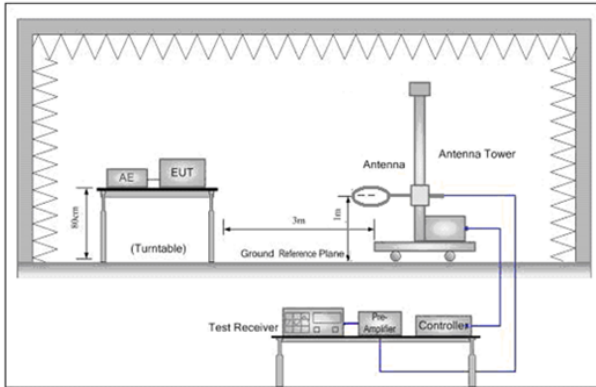 Antenna Tower
Antenna
AE
EUT
80cm
(Turntable)
3m
1m
Ground Reference Plane
Test Receiver
Pre-
Amplifier
Controller